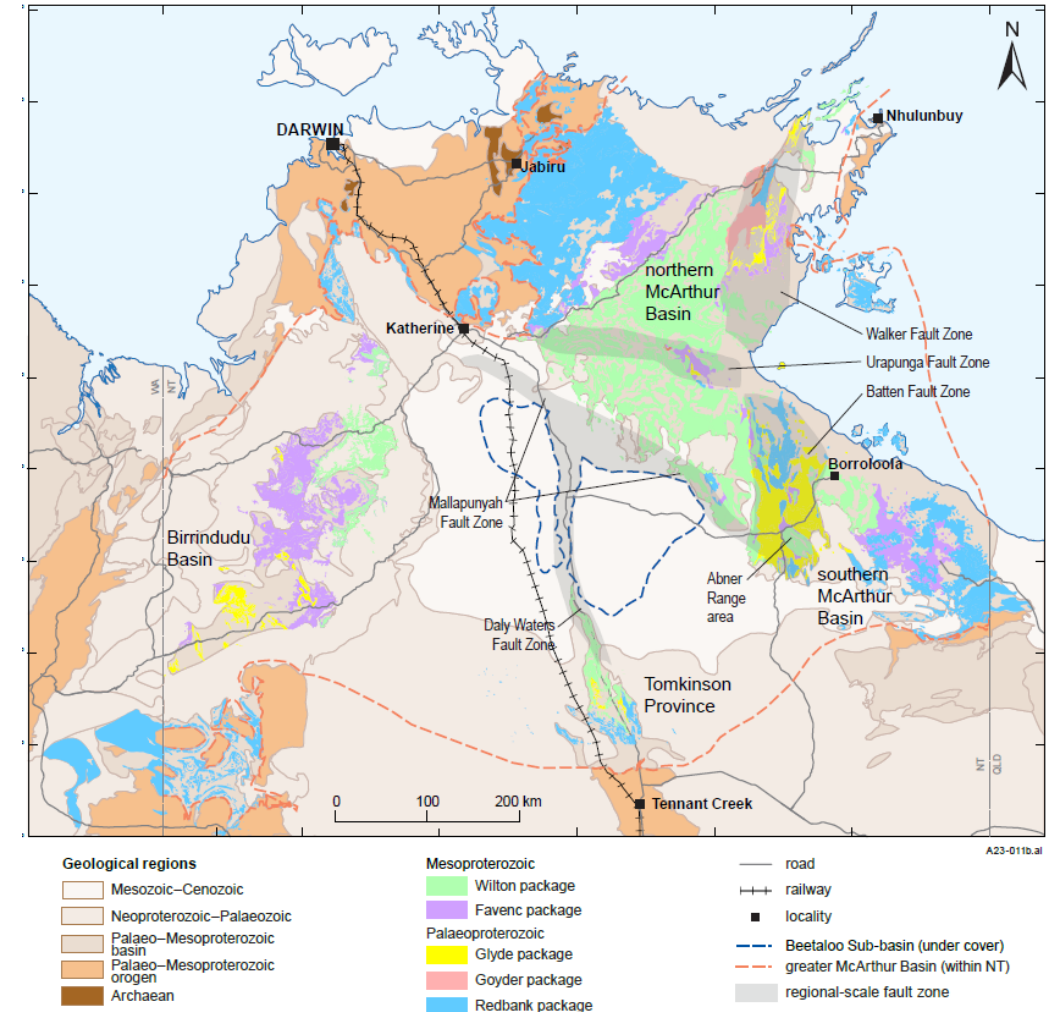 N
Nhulunbuy
DARWIN
Jabiru
northern
McArthur
Basin
Katherine
Walker Fault Zone
Urapunga Fault Zone
WA
NT
Batten Fault Zone
Borroloola
Mallapunyah
Fault Zone
Birrindudu
Basin
Abner
Range
area
southern
McArthur
Basin
Daly Waters
Fault Zone
Tomkinson
Province
NT
QLD
0 100 200 km
Tennant Creek
A23-011b.ai
Geological regions
Mesozoic–Cenozoic
Neoproterozoic–Palaeozoic
Palaeo–Mesoproterozoic
basin
Palaeo–Mesoproterozoic
orogen
Archaean
Mesoproterozoic
Wilton package
Favenc package
Palaeoproterozoic
Glyde package
Goyder package
Redbank package
road
railway
locality
Beetaloo Sub-basin (under cover)
greater McArthur Basin (within NT)
regional-scale fault zone